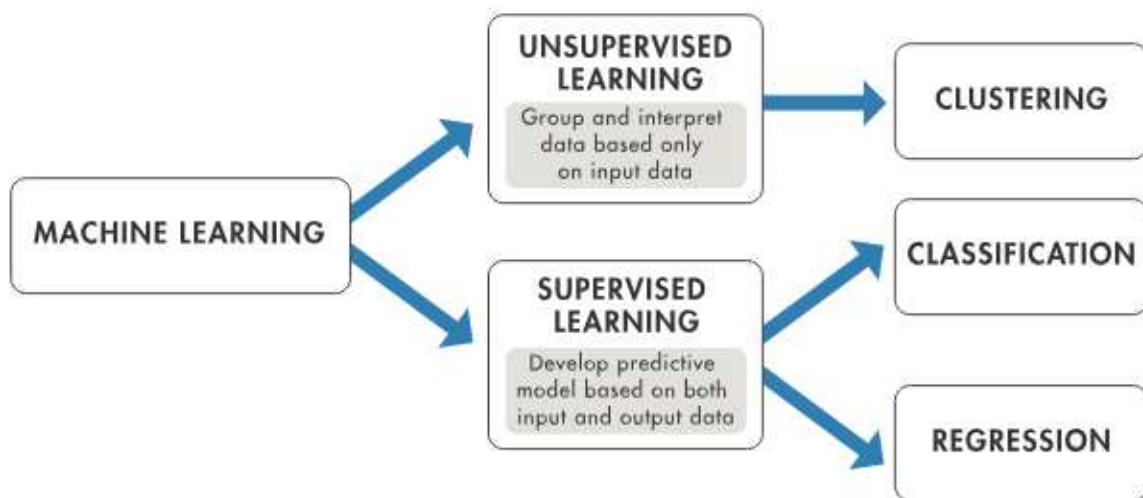 MACHINE LEARNING
UNSUPERVISED
LEARNING
Group and interpret
data based only
on input data
SUPERVISED
LEARNING
Develop predictive
model based on both
input and output data
CLUSTERING
CLASSIFICATION
REGRESSION